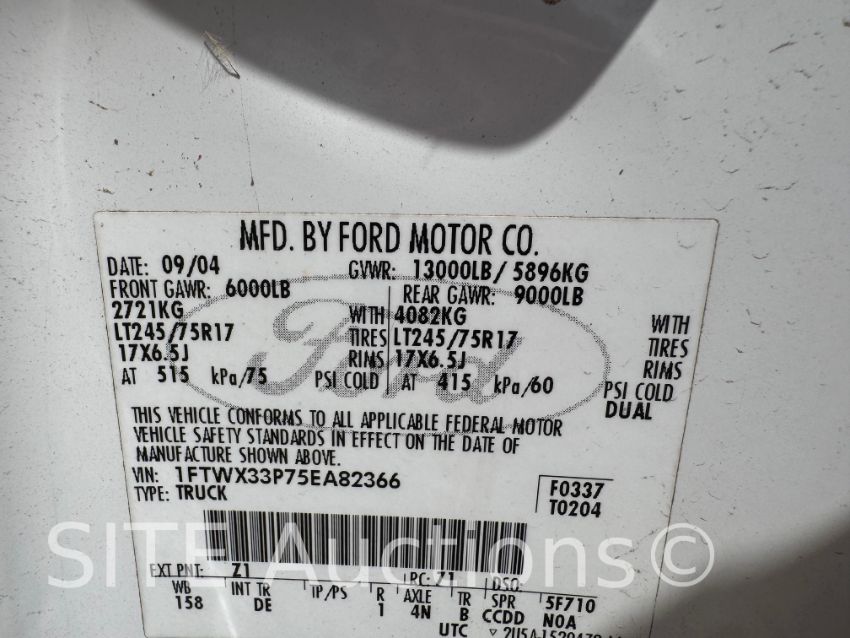 MFD. BY FORD MOTOR CO.
DATE: 09/04 GVWR: 13000LB/ 5896KG
FRONT GAWR: 6000LB REAR GAWR: 9000LB
2721KG WITH 4082KG WITH
LT245/75R17 TIRES LT245/75R17 TIRES
17X6.5J RIMS 17X6.5J RIMS
AT 515 kPa/75 PSI COLD AT 415 kPa/60 PSI COLD
DUAL
Ford
THIS VEHICLE CONFORMS TO ALL APPLICABLE FEDERAL MOTOR
VEHICLE SAFETY STANDARDS IN EFFECT ON THE DATE OF
MANUFACTURE SHOWN ABOVE.
VIN: 1FTWX33P75EA82366
TYPE: TRUCK
F0337
T0204
SITE Auctions©
EXT PNT: Z1 RC: Z1 DSO:
WB INT TR TP/PS R AXLE TR SPR 5F710
158 DE 1 4N B CCDD N0A
UTC